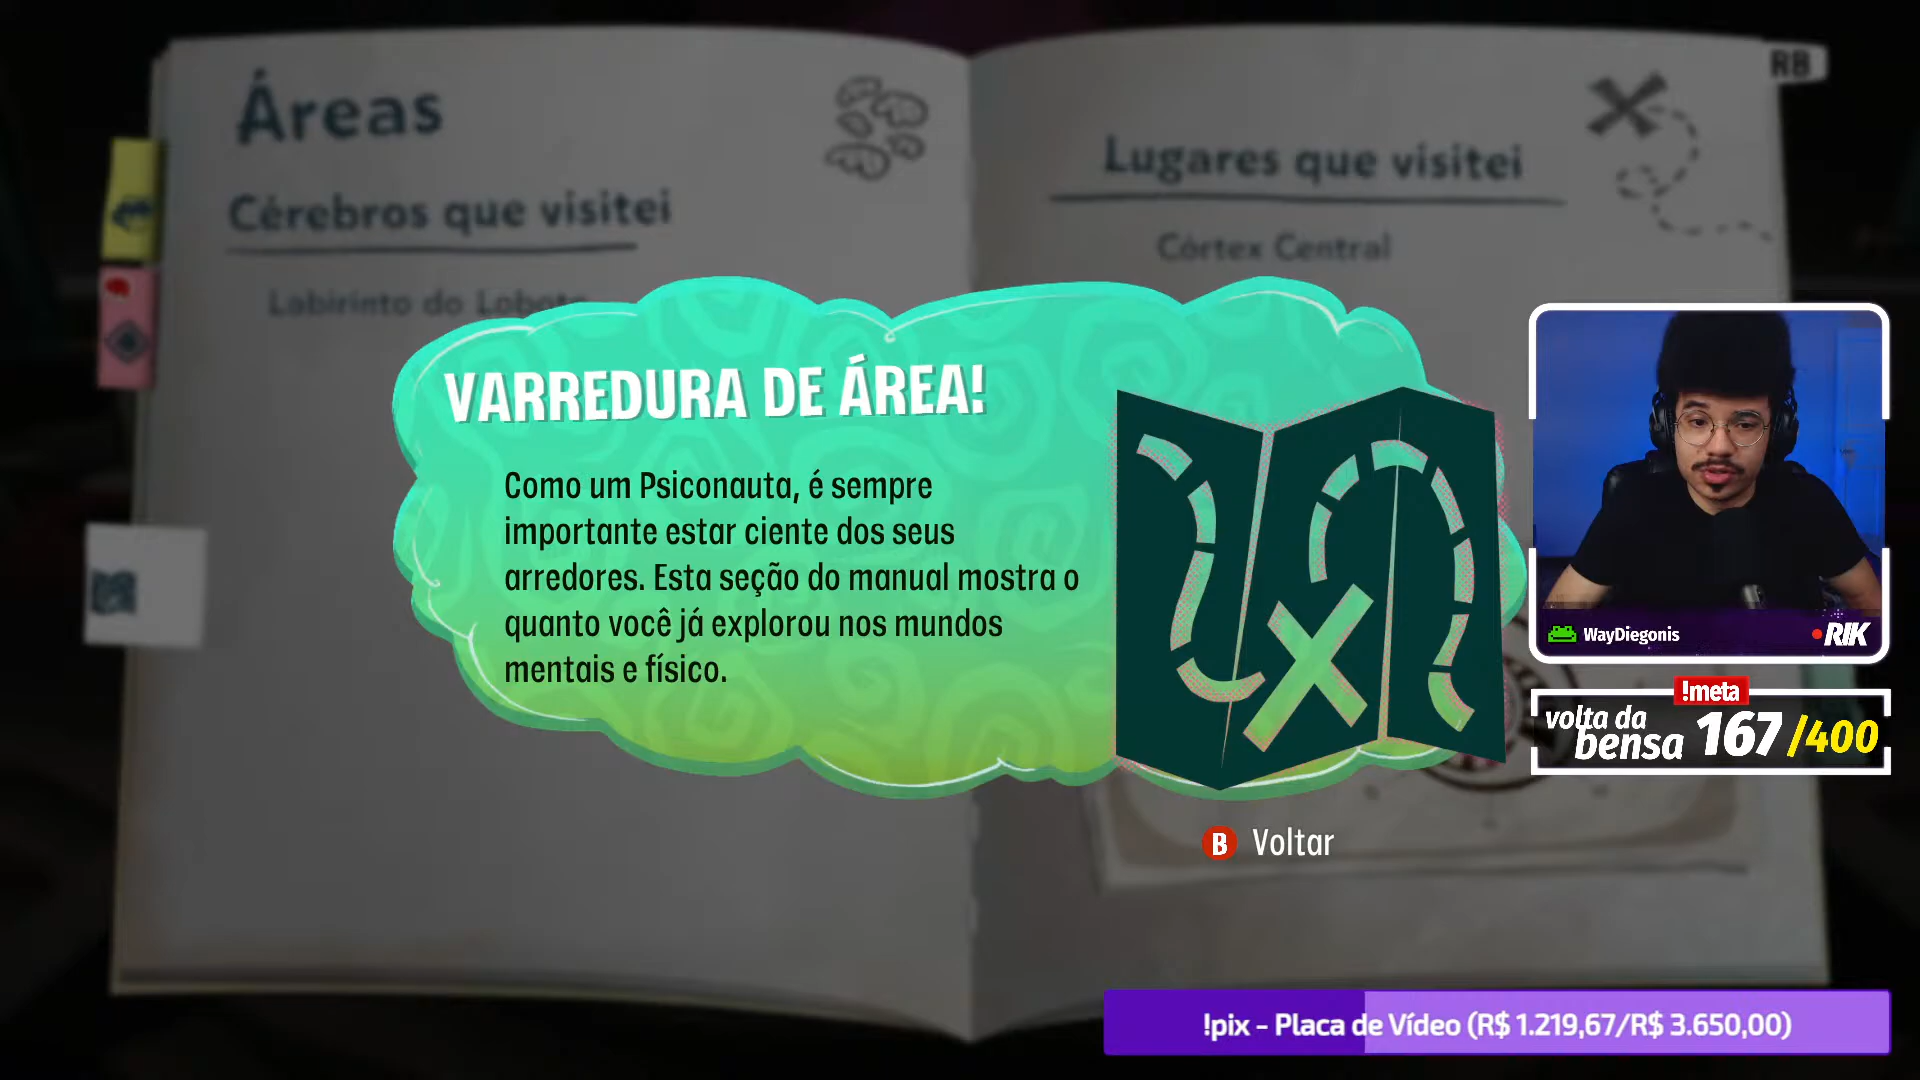 Áreas
Cérebros que visitei
Labirinto do Loboto
RB
Lugares que visitei
Córtex Central
VARREDURA DE ÁREA!
Como um Psiconauta, é sempre
importante estar ciente dos seus
arredores. Esta seção do manual mostra o
quanto você já explorou nos mundos
mentais e físico.
B Voltar
WayDiegonis
RIK
!meta
volta da
bensa 167/400
!pix - Placa de Vídeo (R$ 1.219,67/R$ 3.650,00)